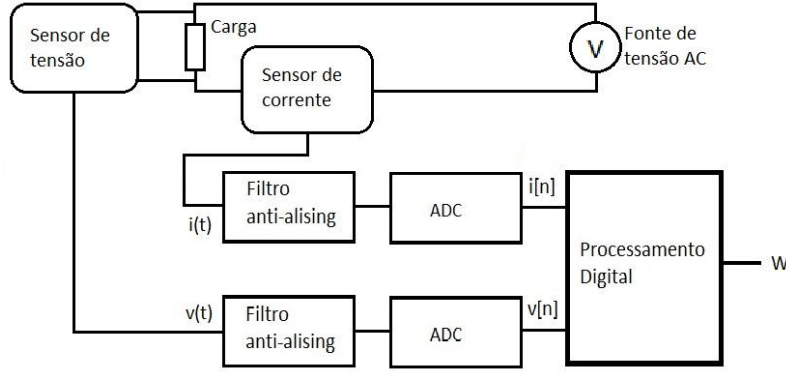 Sensor de
tensão
Carga
Sensor de
corrente
V
Fonte de
tensão AC
i(t)
Filtro
anti-alising
ADC
i[n]
Processamento
Digital
W
v(t)
Filtro
anti-alising
ADC
v[n]